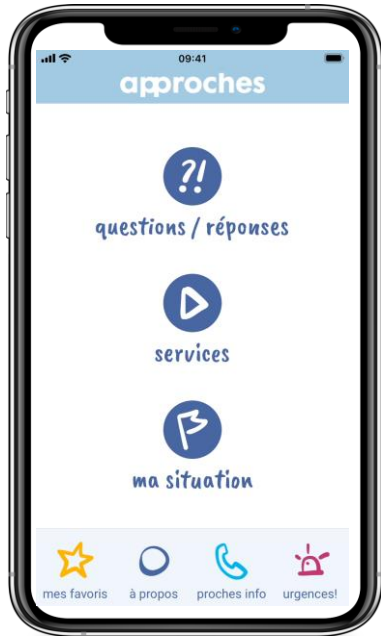 09:41
approches
?!
questions / réponses
services
ma situation
mes favoris à propos proches info urgences!